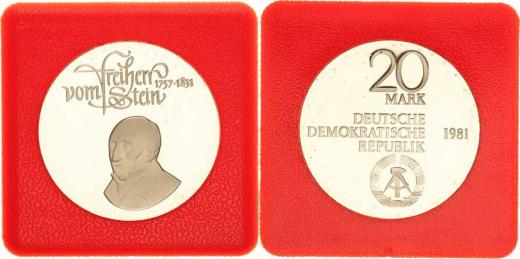 Freiherr
vom Stein
1757·1831
20
MARK
DEUTSCHE
DEMOKRATISCHE
REPUBLIK
1981